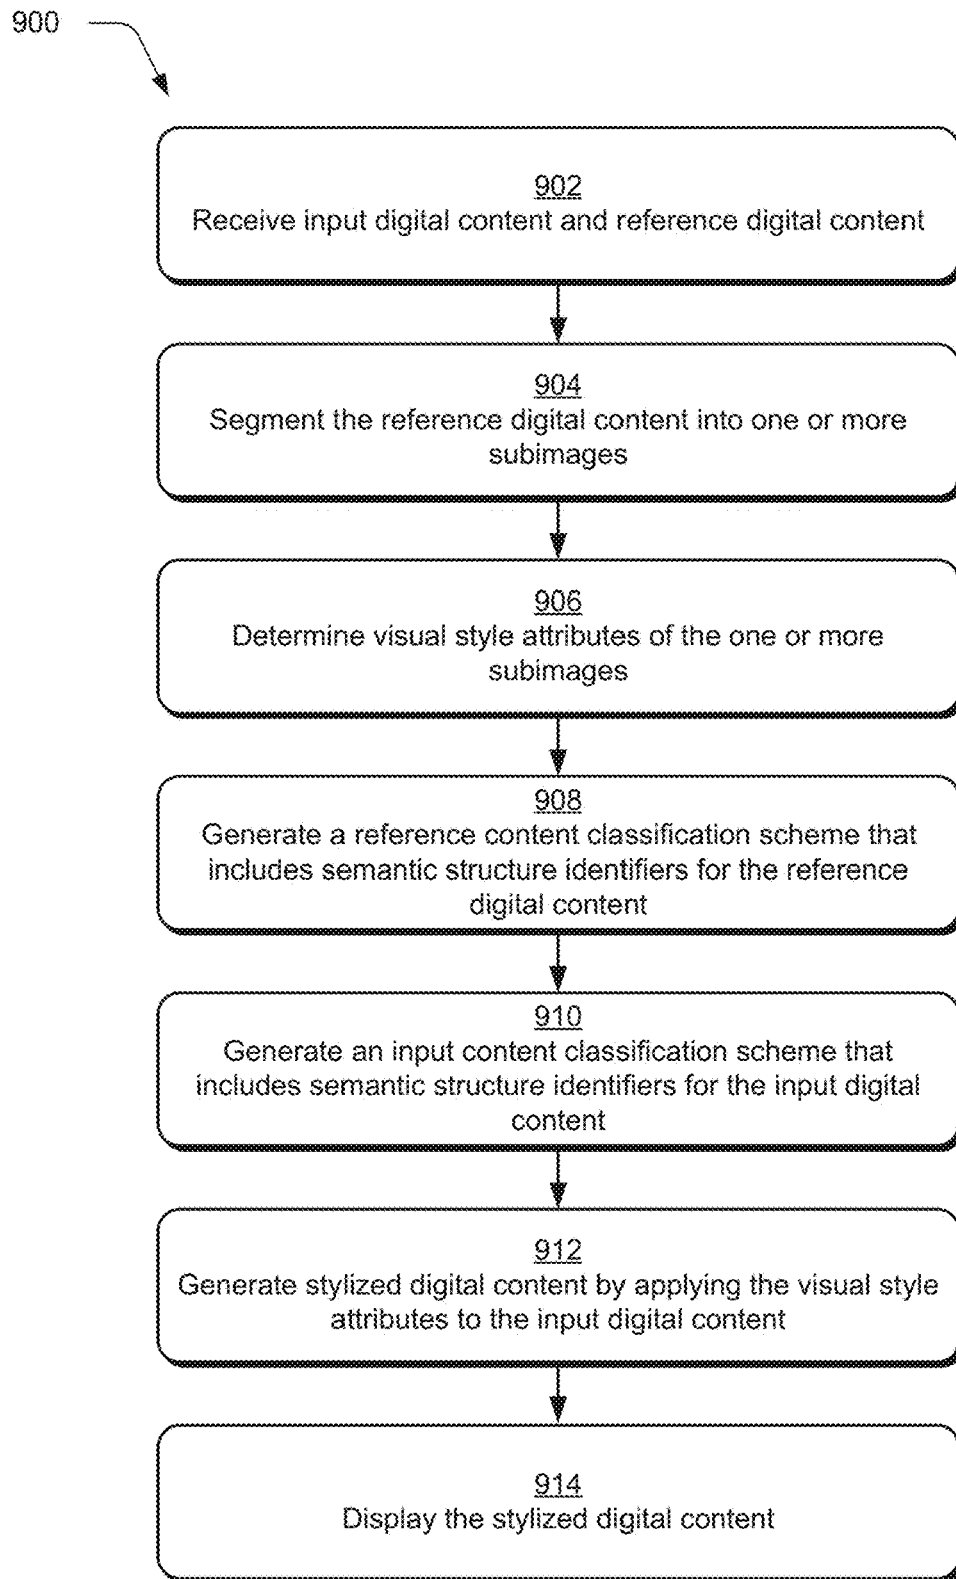 900
902
Receive input digital content and reference digital content
904
Segment the reference digital content into one or more
subimages
906
Determine visual style attributes of the one or more
subimages
908
Generate a reference content classification scheme that
includes semantic structure identifiers for the reference
digital content
910
Generate an input content classification scheme that
includes semantic structure identifiers for the input digital
content
912
Generate stylized digital content by applying the visual style
attributes to the input digital content
914
Display the stylized digital content